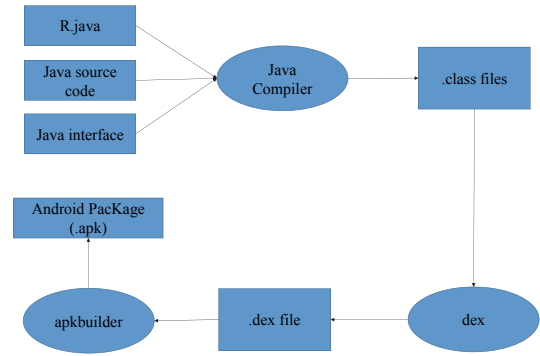 R.java
Java source
code
Java interface
Java
Compiler
.class files
Android PacKage
(.apk)
apkbuilder
.dex file
dex